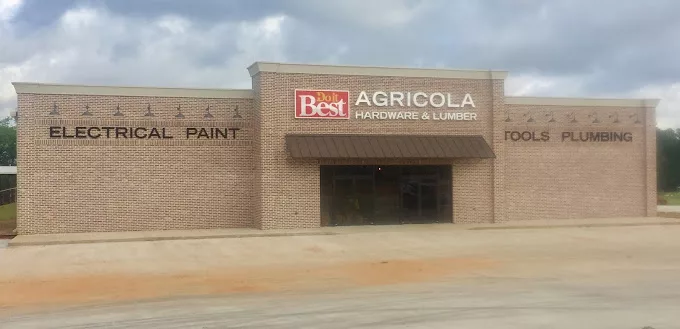 ELECTRICAL PAINT
Do it
Best
AGRICOLA
HARDWARE & LUMBER
TOOLS PLUMBING